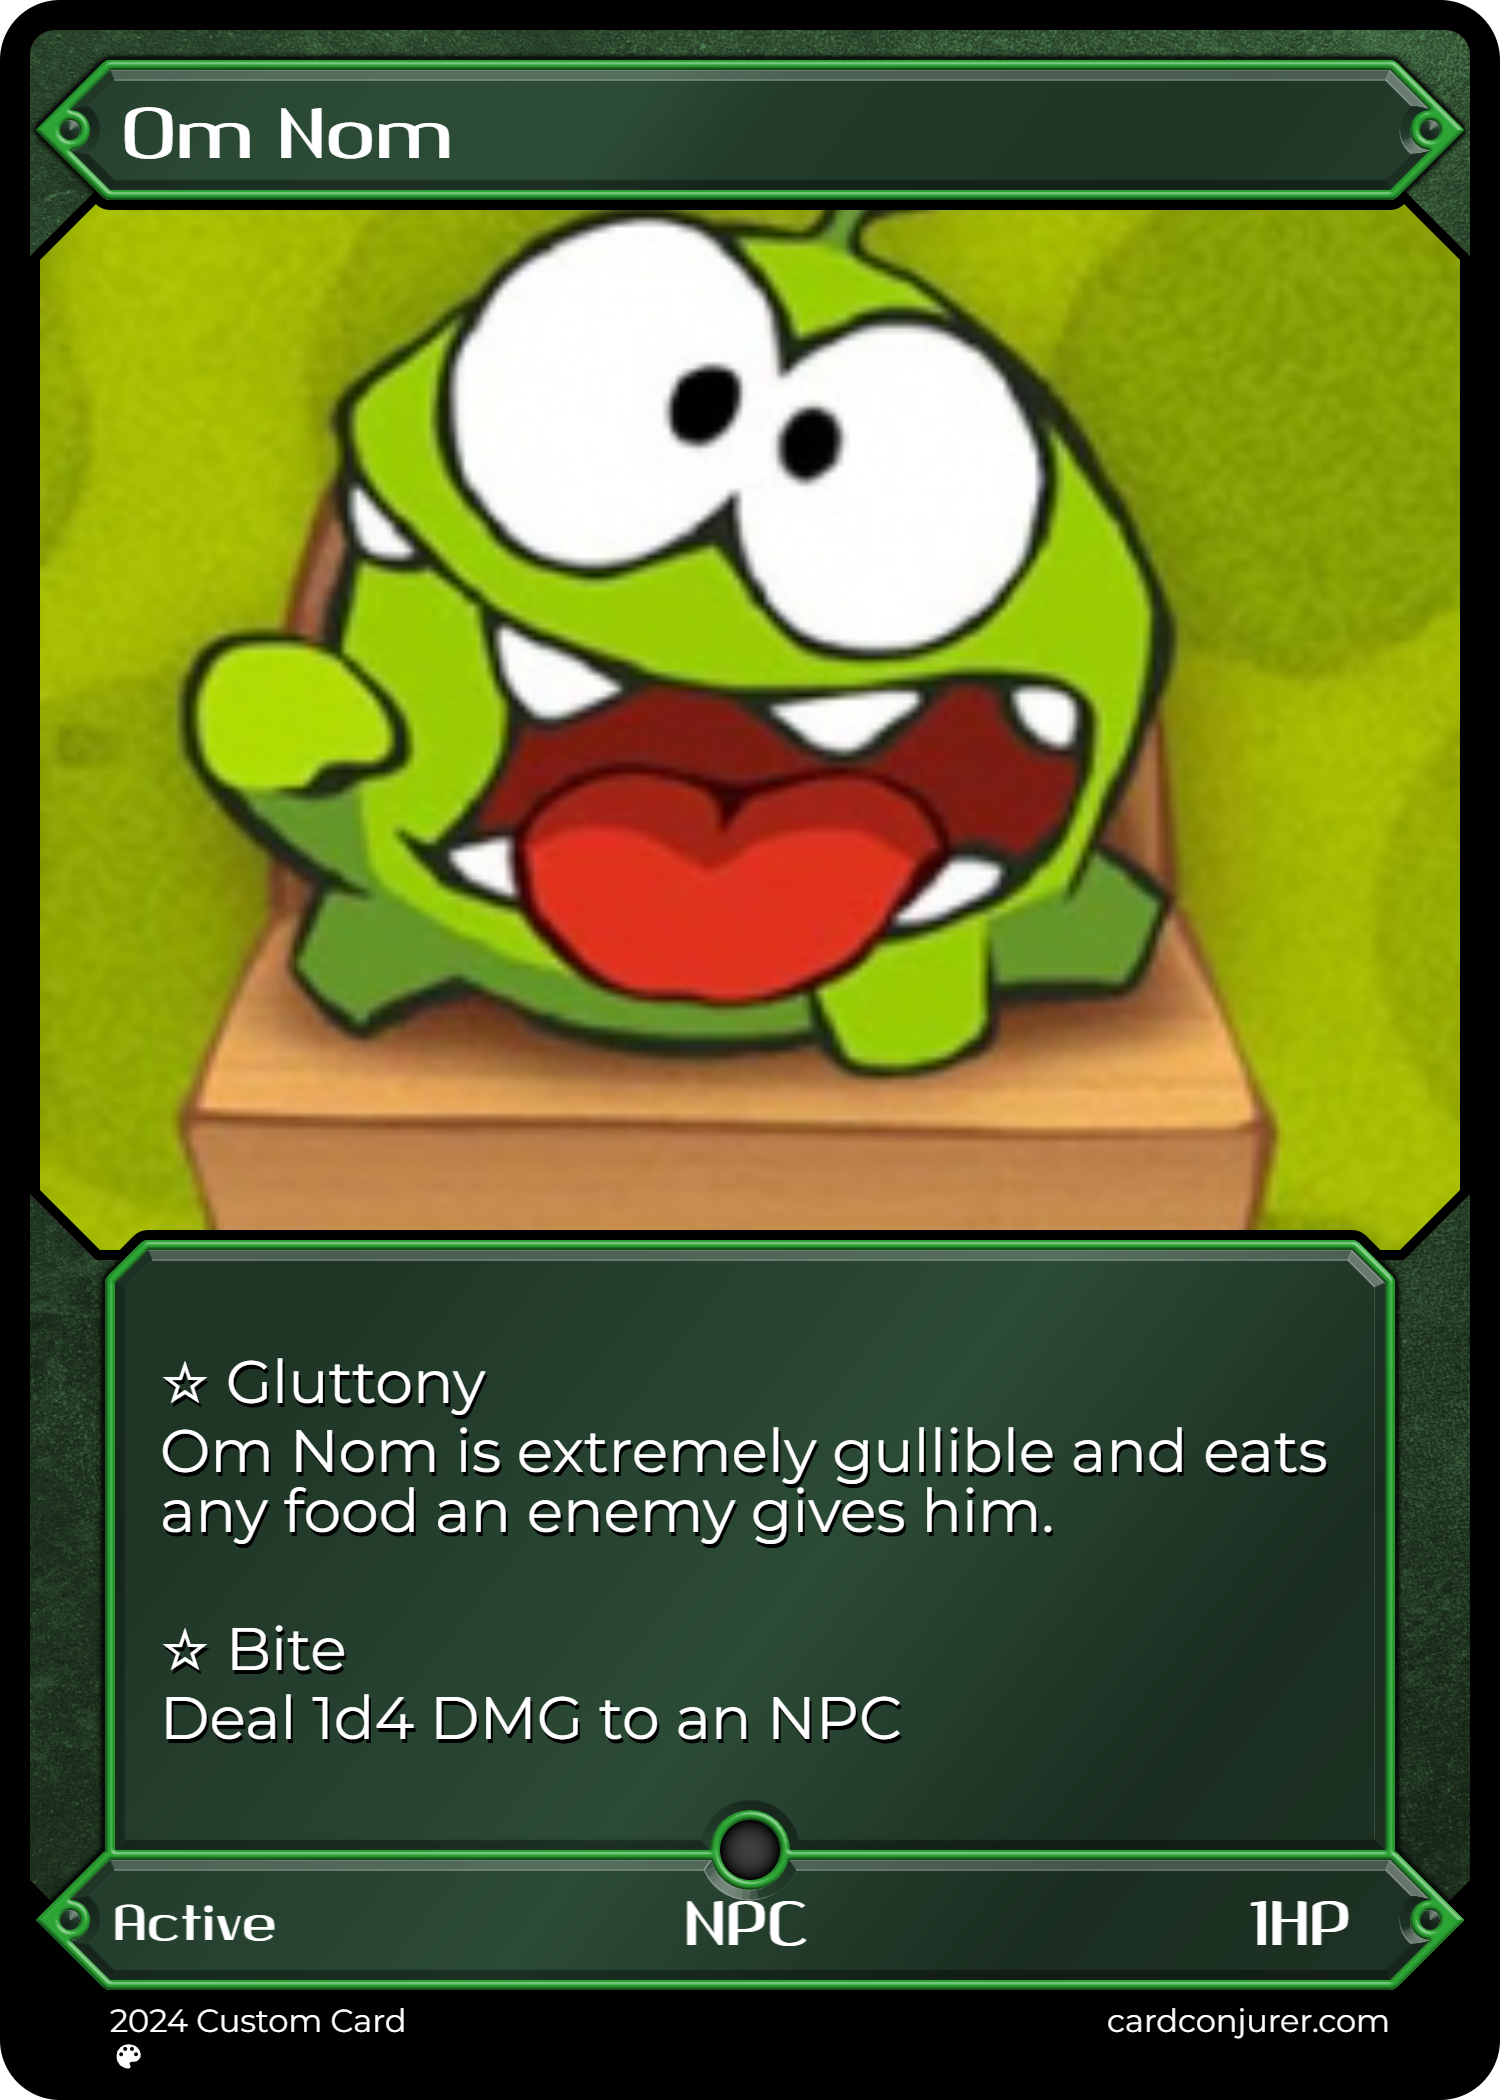 Om Nom
☆ Gluttony
Om Nom is extremely gullible and eats
any food an enemy gives him.
☆ Bite
Deal 1d4 DMG to an NPC
Active
NPC
1HP
2024 Custom Card
cardconjurer.com